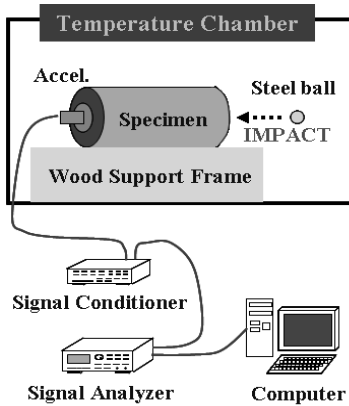 Temperature Chamber
Accel.
Steel ball
Specimen
IMPACT
Wood Support Frame
Signal Conditioner
Signal Analyzer
Computer